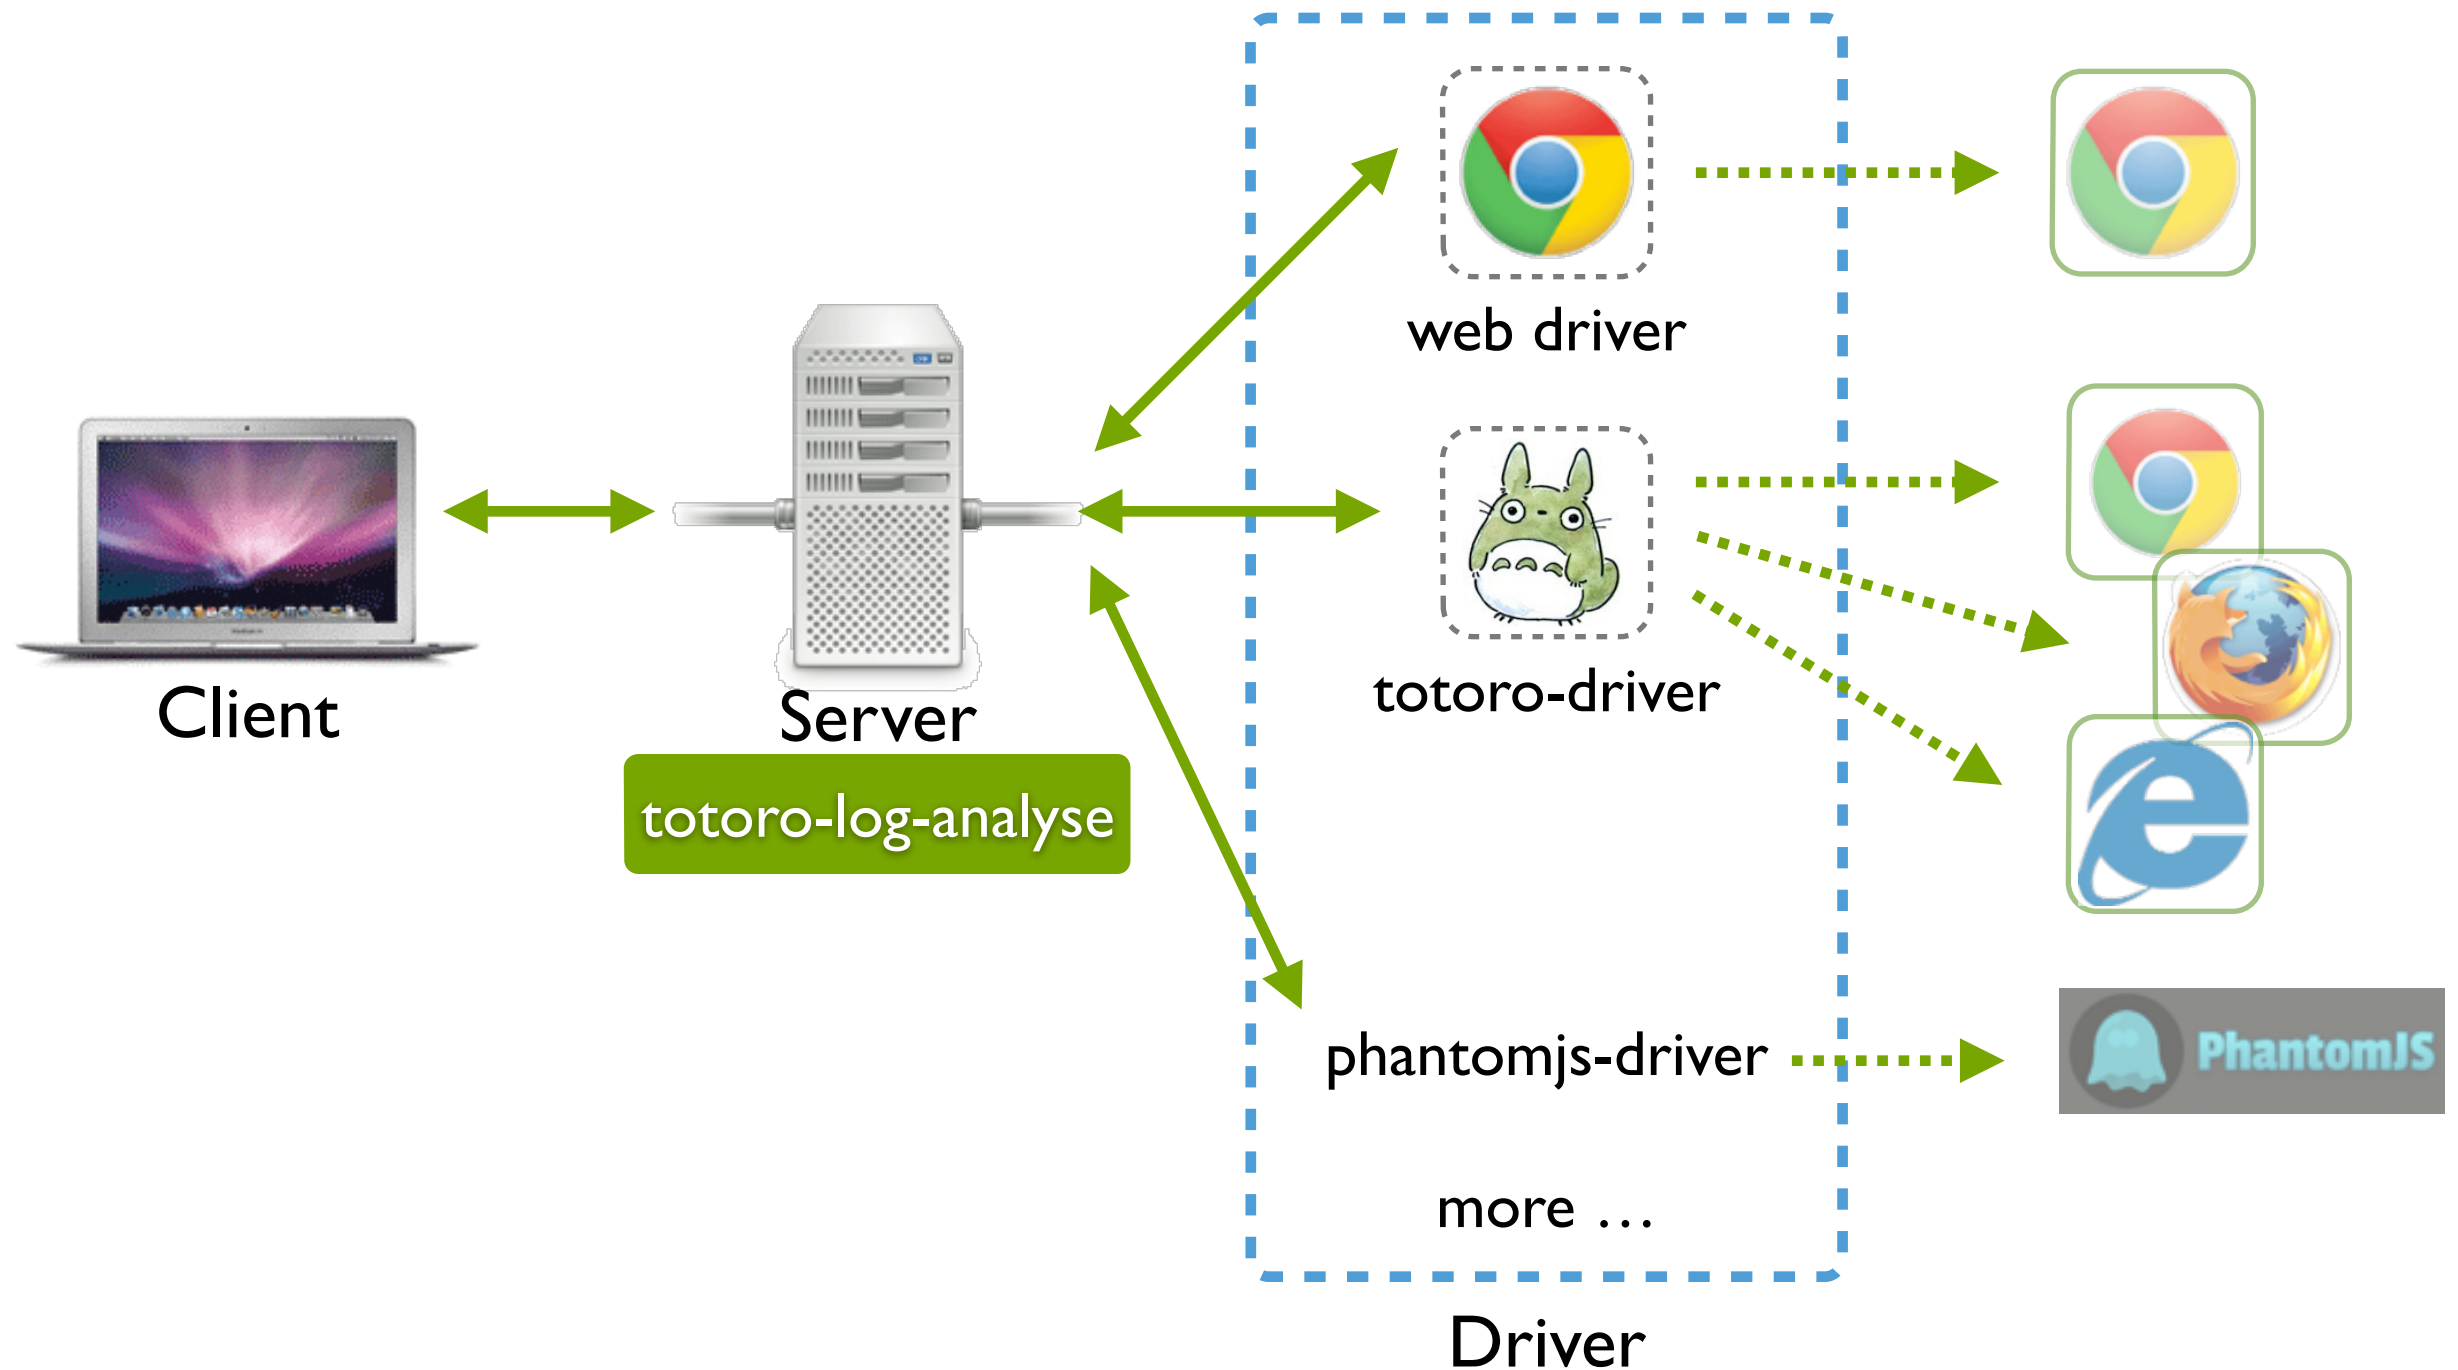 web driver
Client
Server
totoro-log-analyse
totoro-driver
phantomjs-driver
PhantomJS
more ...
Driver